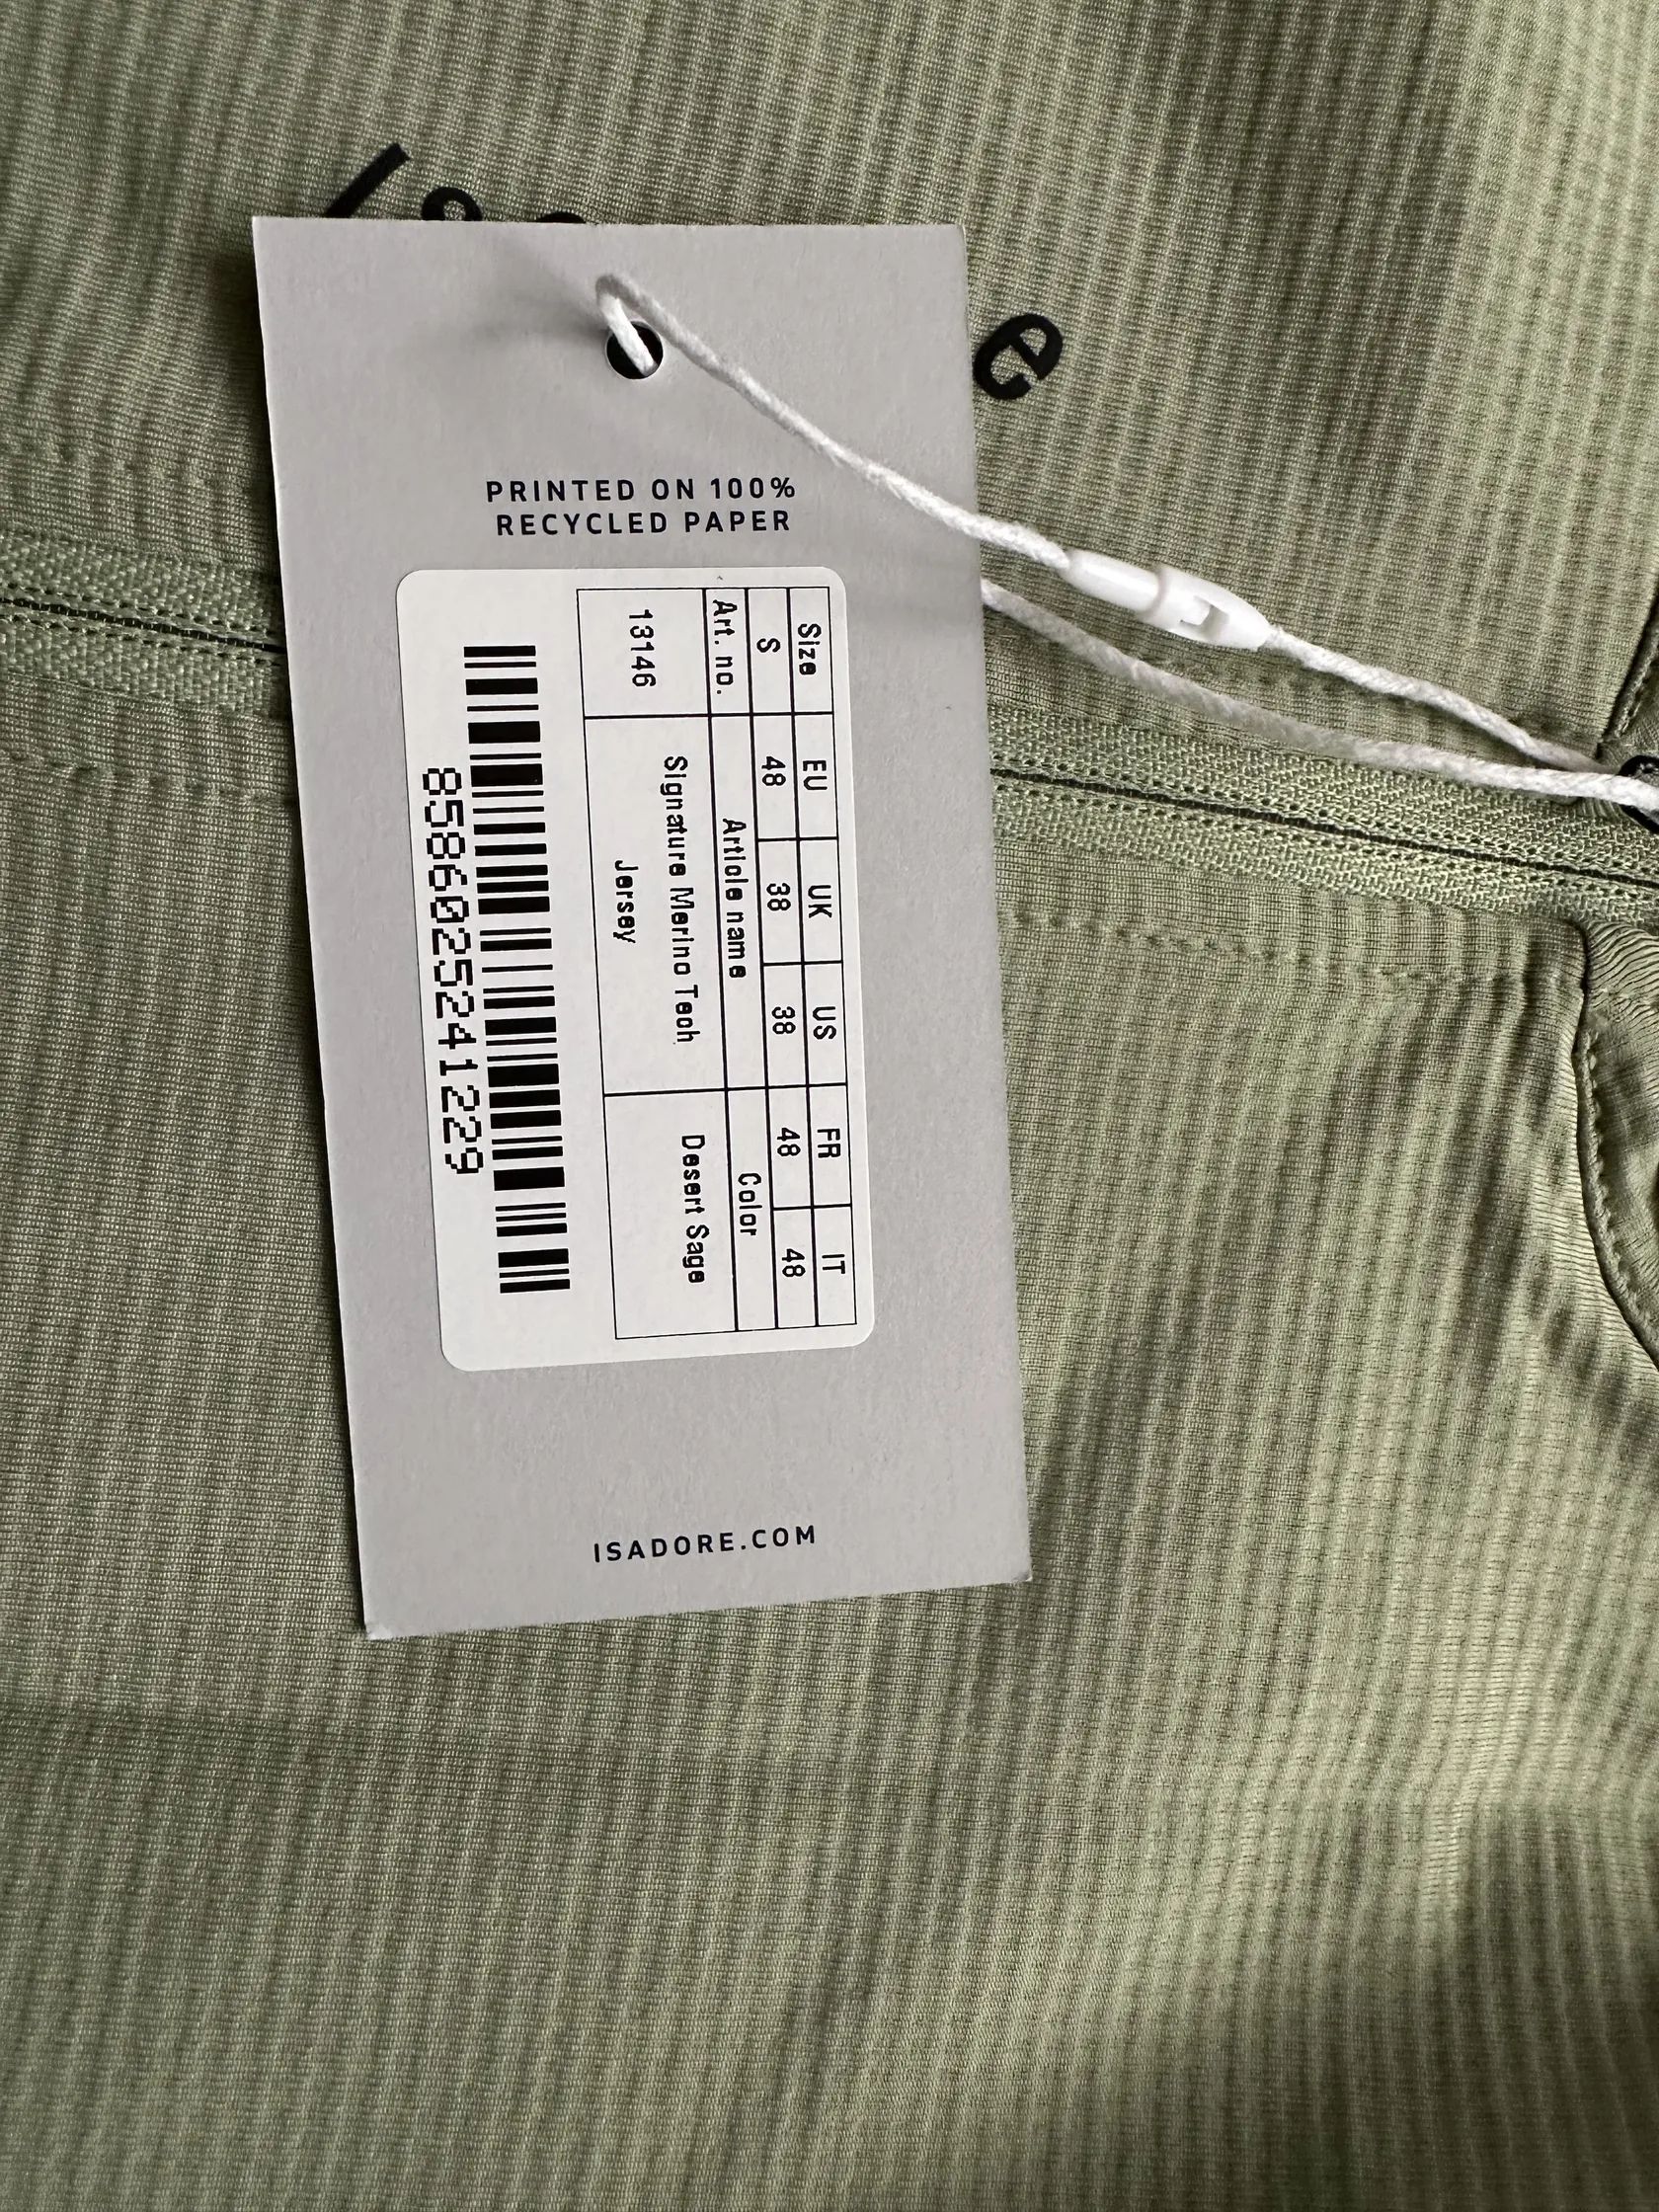 PRINTED ON 100%
RECYCLED PAPER
Size EU UK US FR IT
S 48 38 38 48 48
Art. no. Article name Color
13146 Signature Merino Tech Desert Sage
Jersey
8586025241229
ISADORE.COM
e